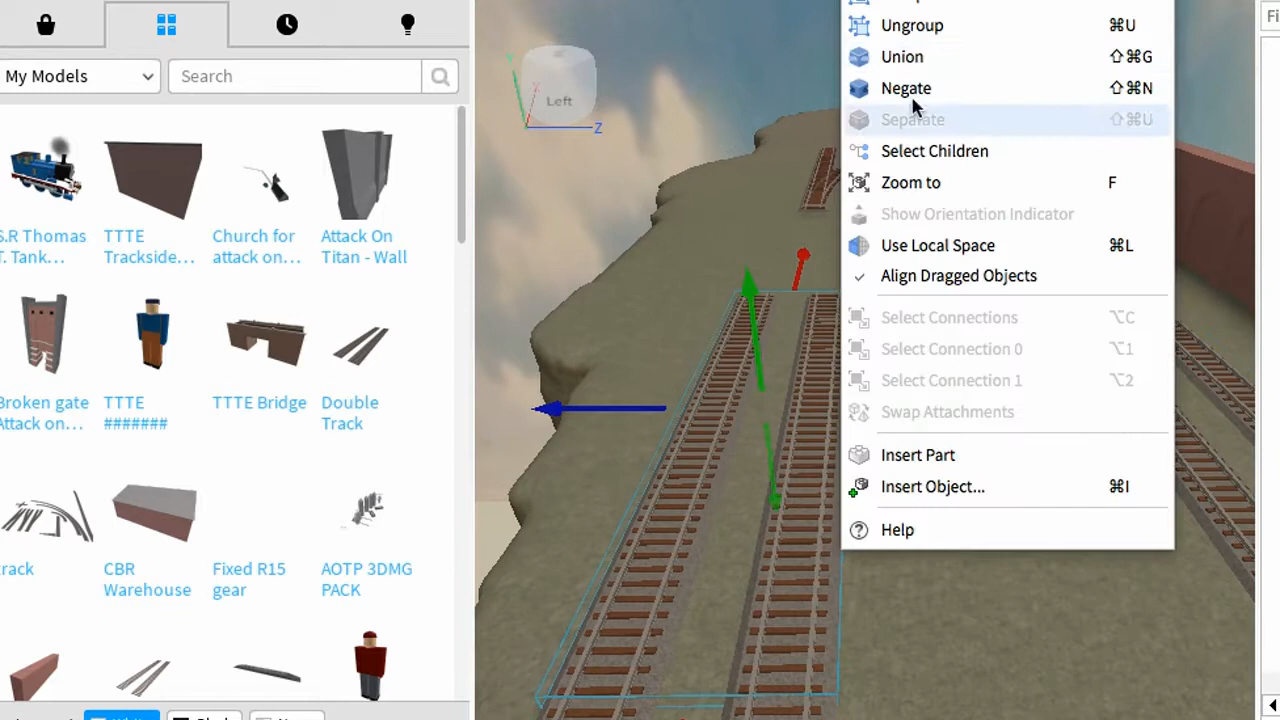 My Models
Search
S.R Thomas
T. Tank...
TTTE
Trackside...
Church for
attack on...
Attack On
Titan - Wall
Broken gate
Attack on...
TTTE
#######
TTTE Bridge
Double
Track
track
CBR
Warehouse
Fixed R15
gear
AOTP 3DMG
PACK
Y
X
Left
Z
Ungroup ⌘U
Union ⇧⌘G
Negate ⇧⌘N
Separate ⇧⌘U
Select Children
Zoom to F
Show Orientation Indicator
Use Local Space ⌘L
Align Dragged Objects
Select Connections ⌥C
Select Connection 0 ⌥1
Select Connection 1 ⌥2
Swap Attachments
Insert Part
Insert Object... ⌘I
Help
Fi